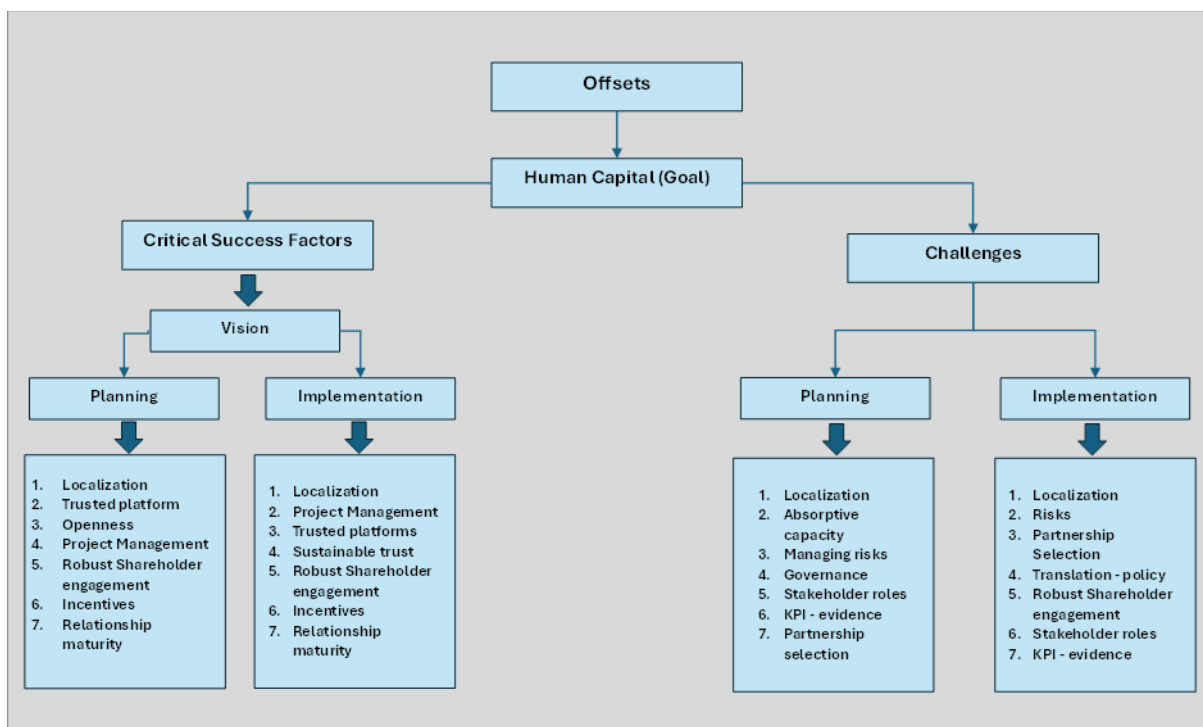 Offsets
Human Capital (Goal)
Critical Success Factors
Challenges
Vision
Planning
Implementation
Planning
Implementation
1. Localization
2. Trusted platform
3. Openness
4. Project Management
5. Robust Shareholder
engagement
6. Incentives
7. Relationship
maturity
1. Localization
2. Project Management
3. Trusted platforms
4. Sustainable trust
5. Robust Shareholder
engagement
6. Incentives
7. Relationship
maturity
1. Localization
2. Absorptive
capacity
3. Managing risks
4. Governance
5. Stakeholder roles
6. KPI - evidence
7. Partnership
selection
1. Localization
2. Risks
3. Partnership
Selection
4. Translation - policy
5. Robust Shareholder
engagement
6. Stakeholder roles
7. KPI - evidence